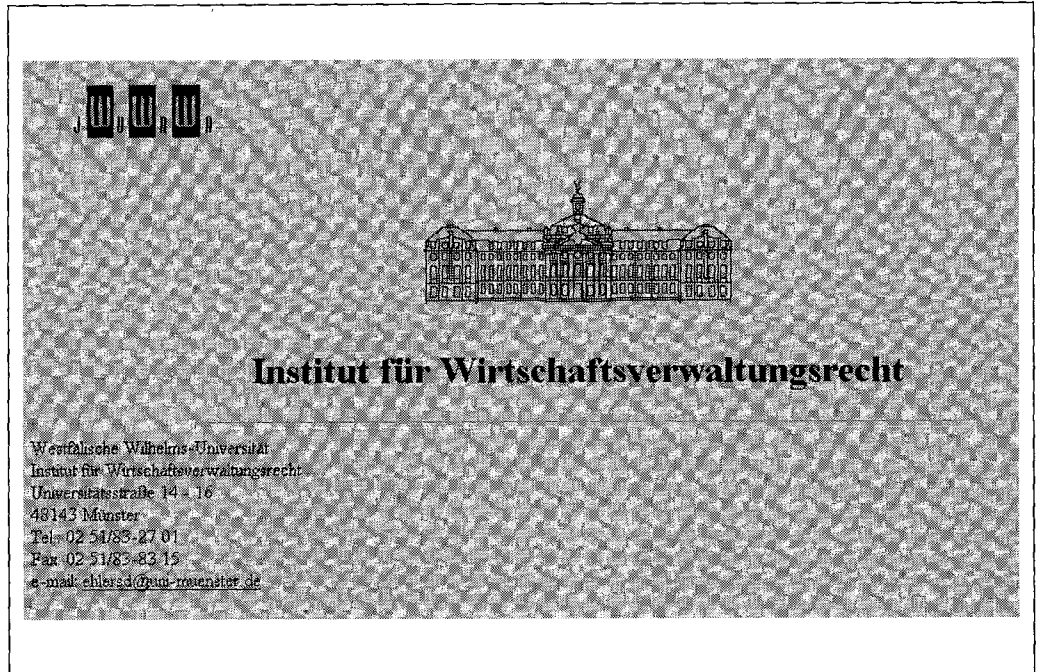 J U R A
Institut für Wirtschaftsverwaltungsrecht
Westfälische Wilhelms-Universität
Institut für Wirtschaftsverwaltungsrecht
Universitätsstraße 14 - 16
48143 Münster
Tel.: 02 51/83-27 01
Fax: 02 51/83-83 15
e-mail: ehlersd@uni-muenster.de